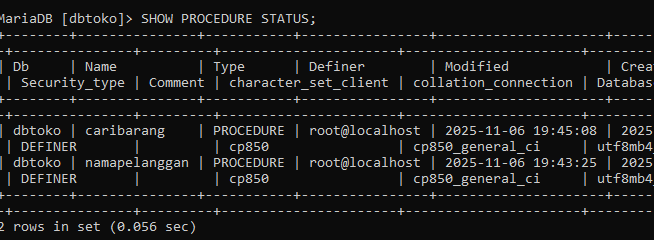 MariaDB [dbtoko]> SHOW PROCEDURE STATUS;
| Db | Name | Type | Definer | Modified | Crea
| Security_type | Comment | character_set_client | collation_connection | Databas
| dbtoko | caribarang | PROCEDURE | root@localhost | 2025-11-06 19:45:08 | 2025
| DEFINER | | cp850 | cp850_general_ci | utf8mb4_
| dbtoko | namapelanggan | PROCEDURE | root@localhost | 2025-11-06 19:43:25 | 2025
| DEFINER | | cp850 | cp850_general_ci | utf8mb4_
2 rows in set (0.056 sec)